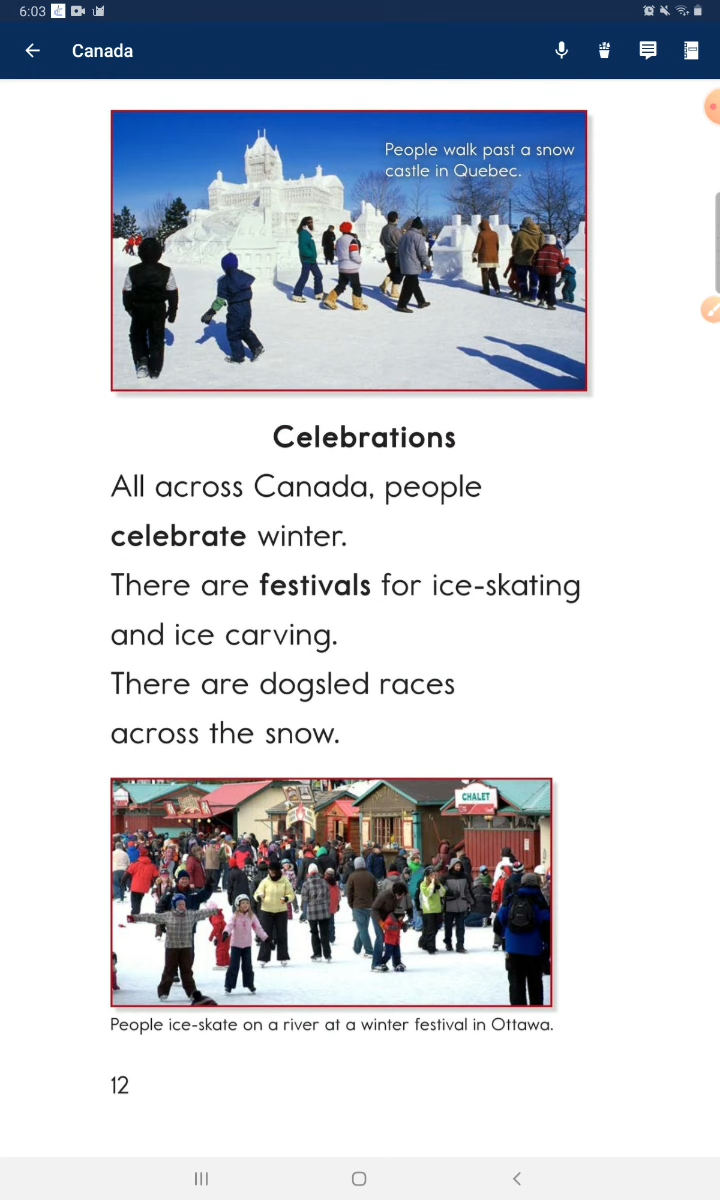 6:03
Canada
People walk past a snow
castle in Quebec.
Celebrations
All across Canada, people
celebrate winter.
There are festivals for ice-skating
and ice carving.
There are dogsled races
across the snow.
CHALET
People ice-skate on a river at a winter festival in Ottawa.
12